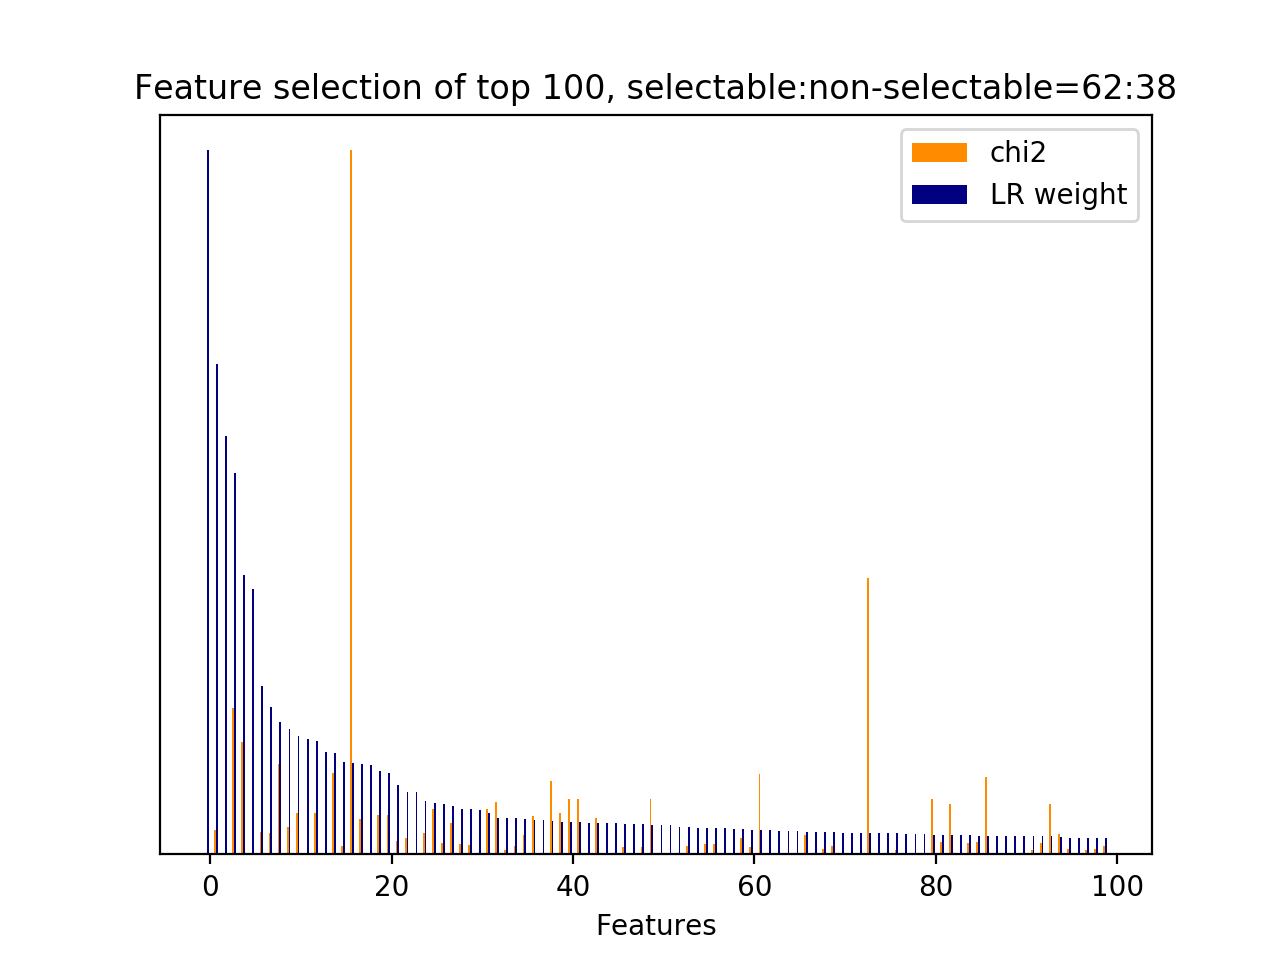 Feature selection of top 100, selectable:non-selectable=62:38
chi2
LR weight
0 20 40 60 80 100
Features